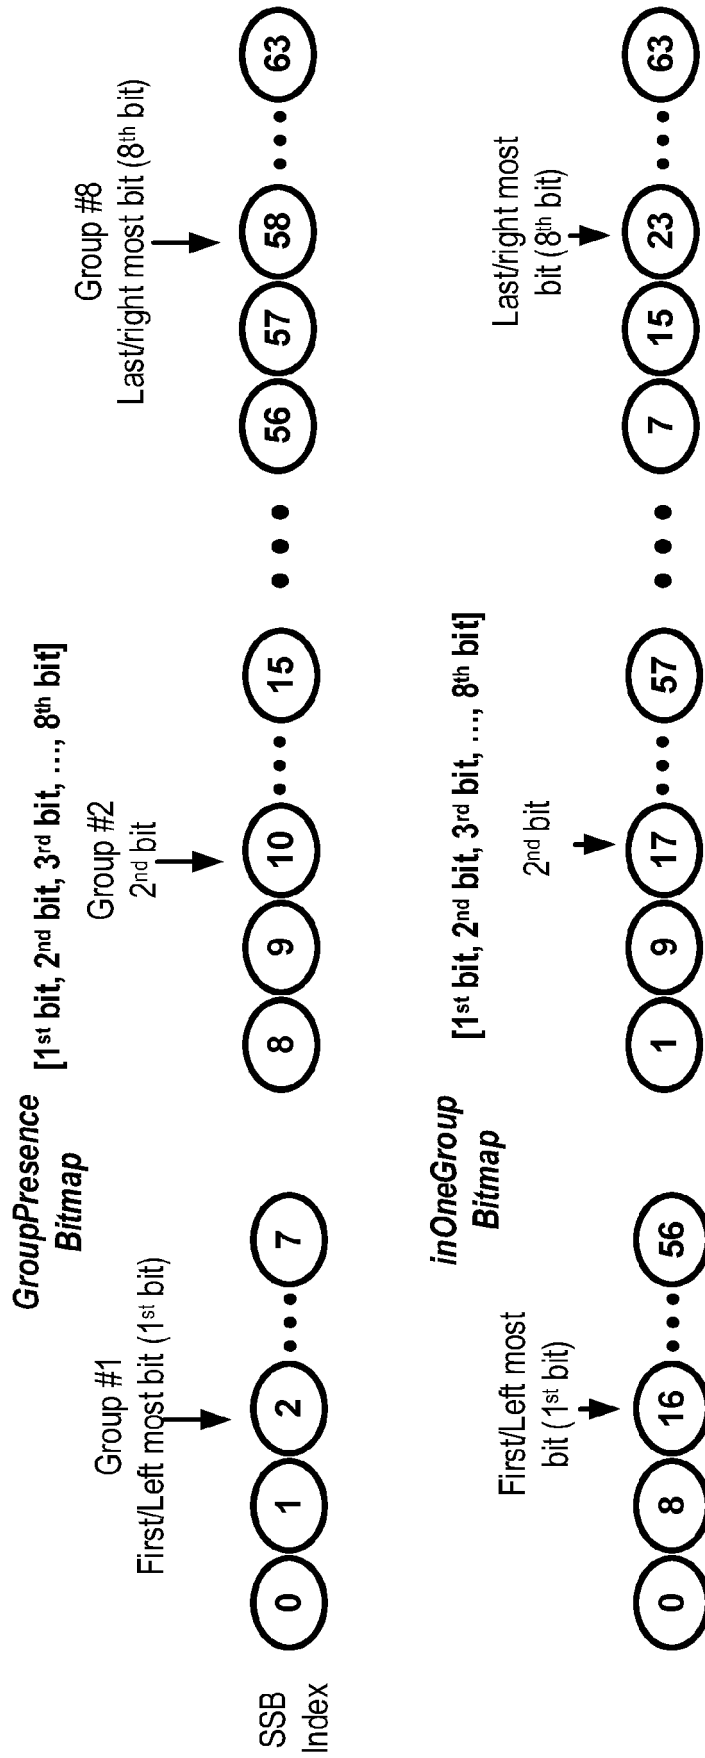 GroupPresence
Bitmap
[1st bit, 2nd bit, 3rd bit, ..., 8th bit]
Group #1
First/Left most bit (1st bit)
Group #2
2nd bit
Group #8
Last/right most bit (8th bit)
SSB
Index
0 1 2 ••• 7 8 9 10 ••• 15 ••• 56 57 58 ••• 63
inOneGroup
Bitmap
[1st bit, 2nd bit, 3rd bit, ..., 8th bit]
First/Left most
bit (1st bit)
2nd bit
Last/right most
bit (8th bit)
0 8 16 ••• 56 1 9 17 ••• 57 ••• 7 15 23 ••• 63